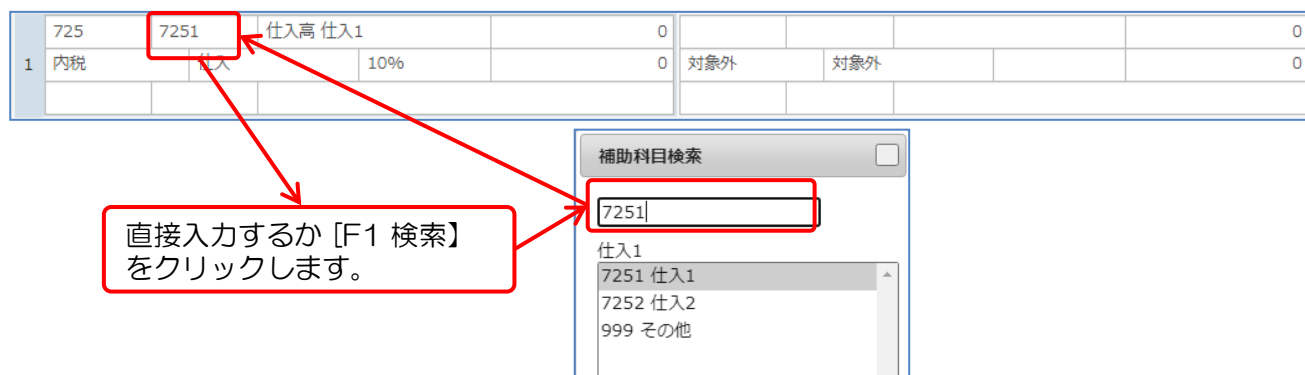 725 7251 仕入高 仕入1 0 0
1 内税 仕入 10% 0 対象外 対象外 0
補助科目検索
7251
直接入力するか [F1 検索】
をクリックします。
仕入1
7251 仕入1
7252 仕入2
999 その他